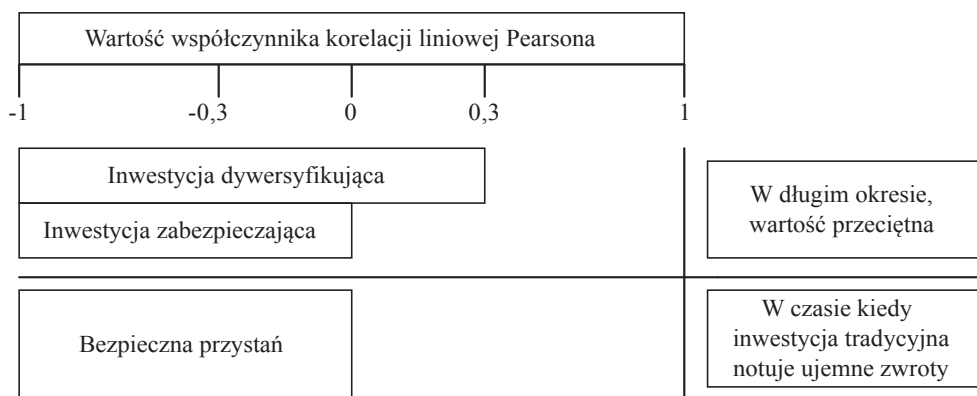 Wartość współczynnika korelacji liniowej Pearsona
-1 -0,3 0 0,3 1
Inwestycja dywersyfikująca
Inwestycja zabezpieczająca
W długim okresie,
wartość przeciętna
Bezpieczna przystań
W czasie kiedy
inwestycja tradycyjna
notuje ujemne zwroty